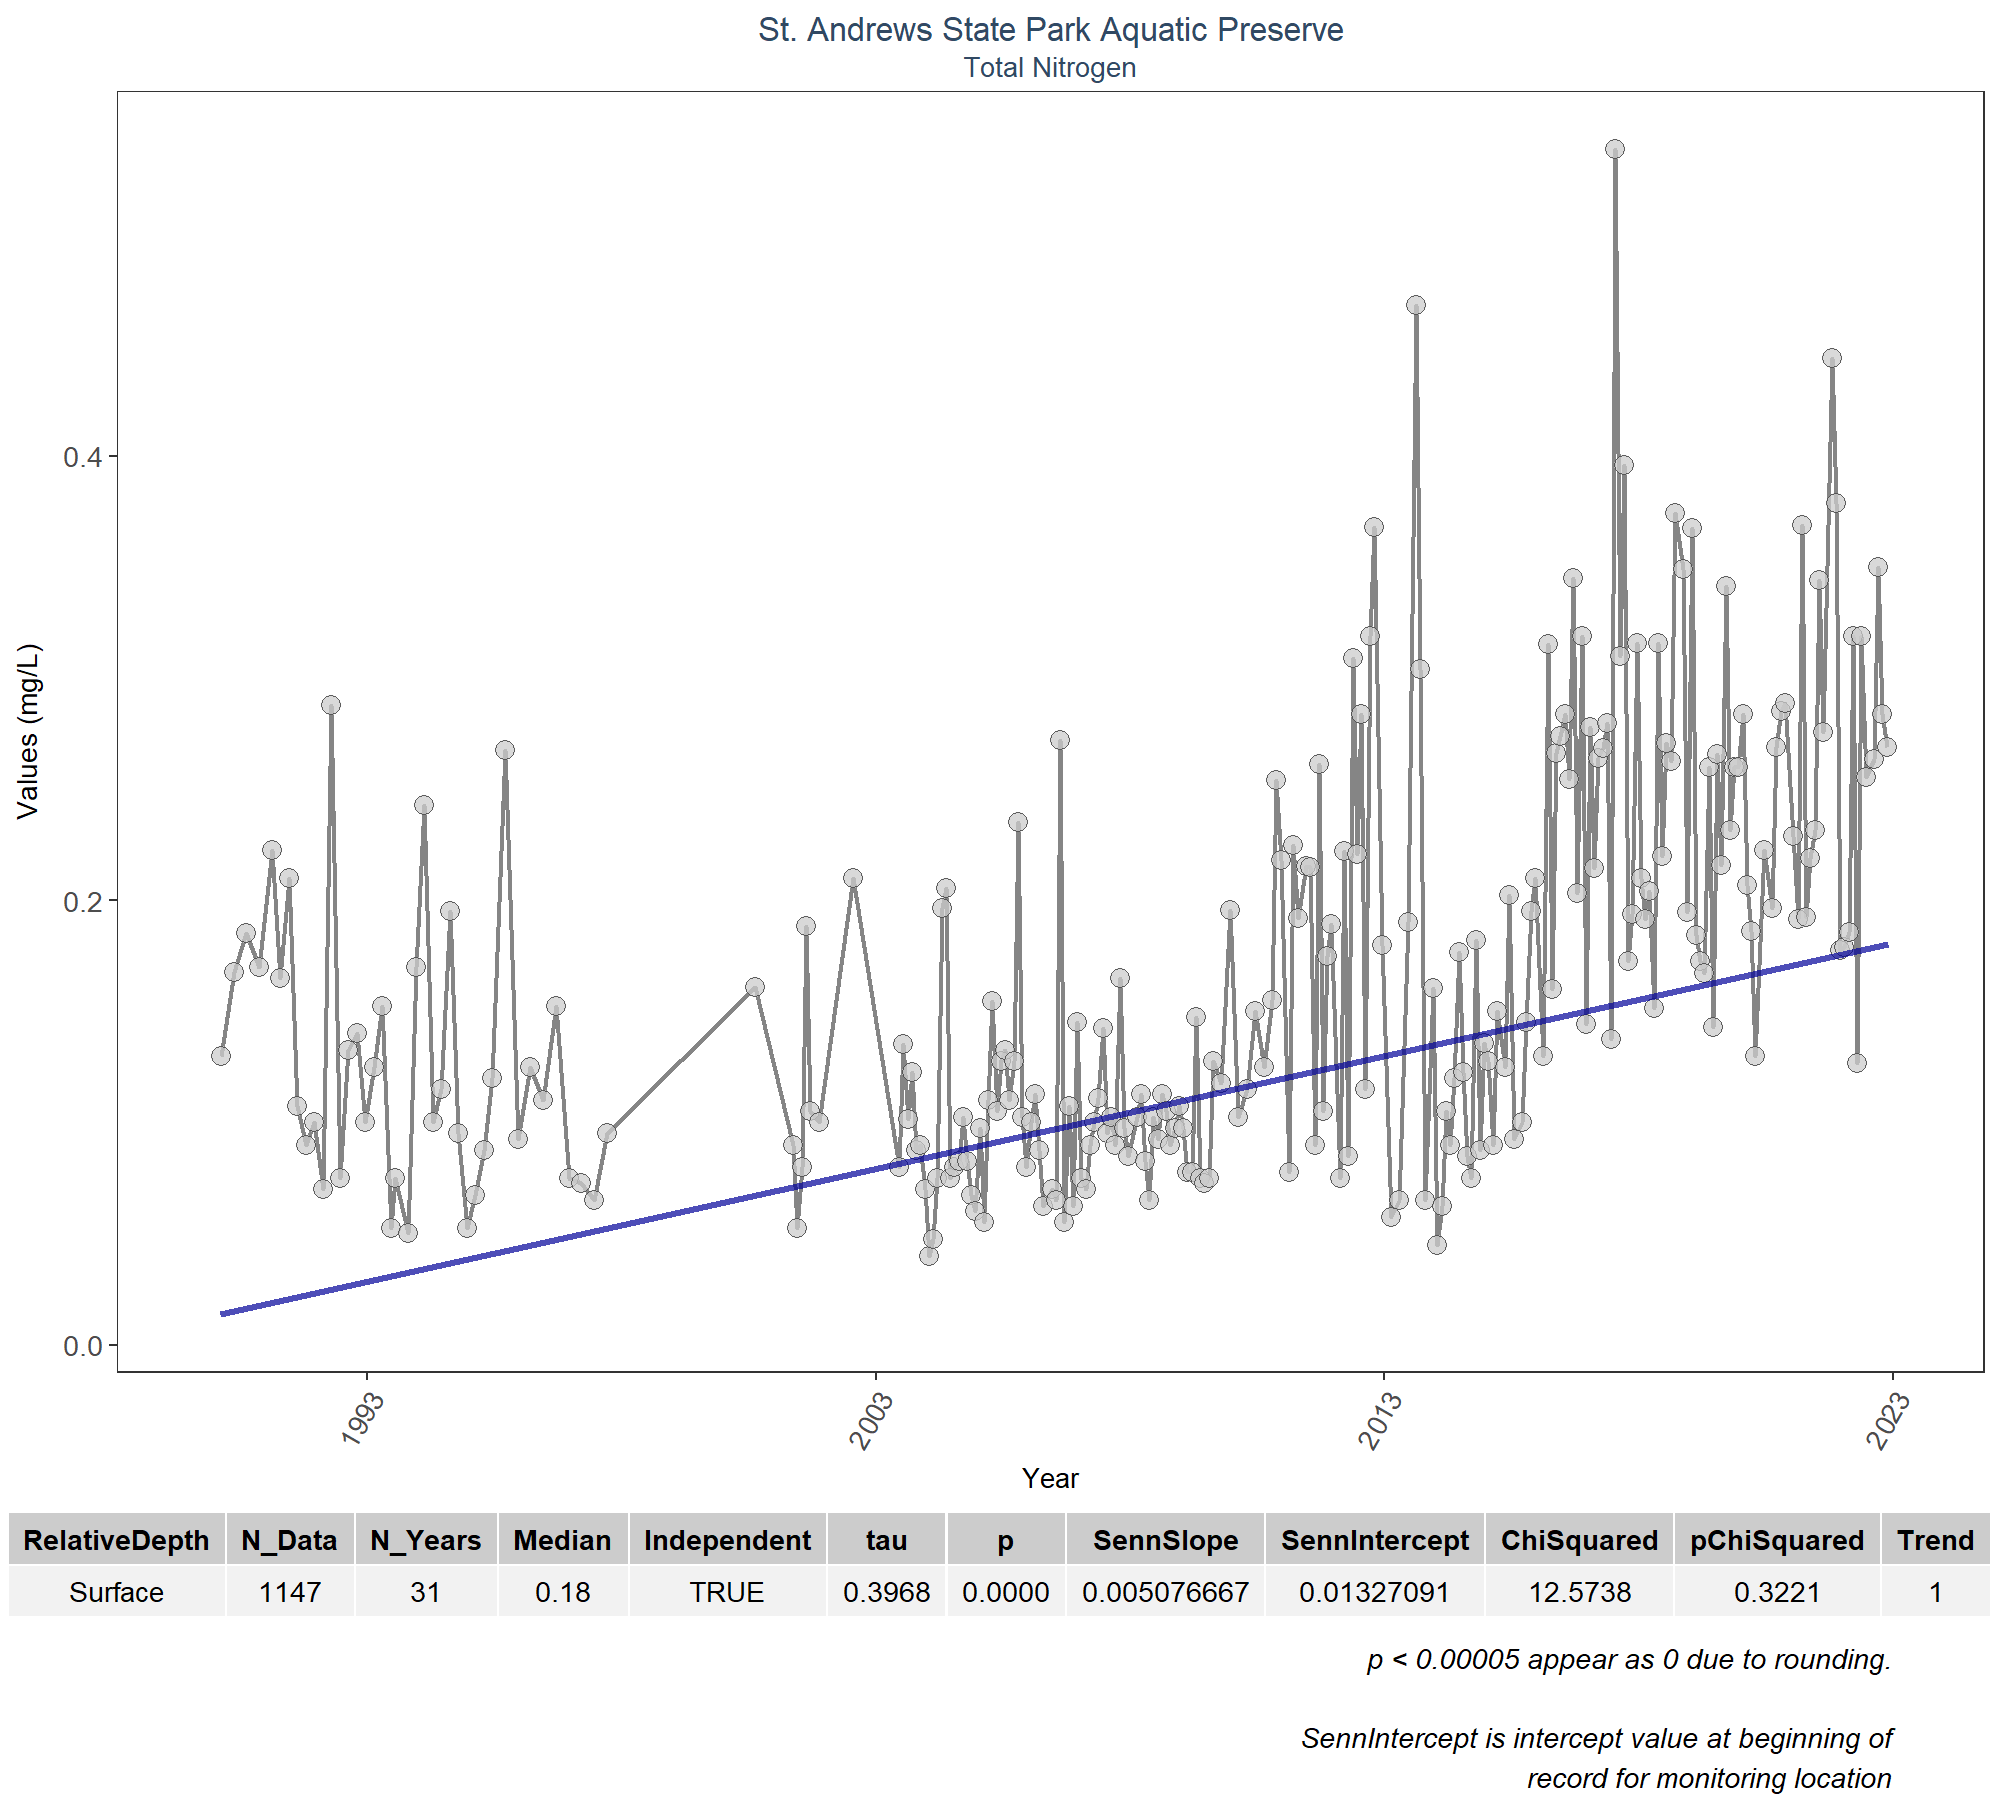 St. Andrews State Park Aquatic Preserve
Total Nitrogen
Values (mg/L)
0.4
0.2
0.0
1993 2003 2013 2023
Year
RelativeDepth N_Data N_Years Median Independent tau p SennSlope SennIntercept ChiSquared pChiSquared Trend
Surface 1147 31 0.18 TRUE 0.3968 0.0000 0.005076667 0.01327091 12.5738 0.3221 1
p < 0.00005 appear as 0 due to rounding.
SennIntercept is intercept value at beginning of
record for monitoring location